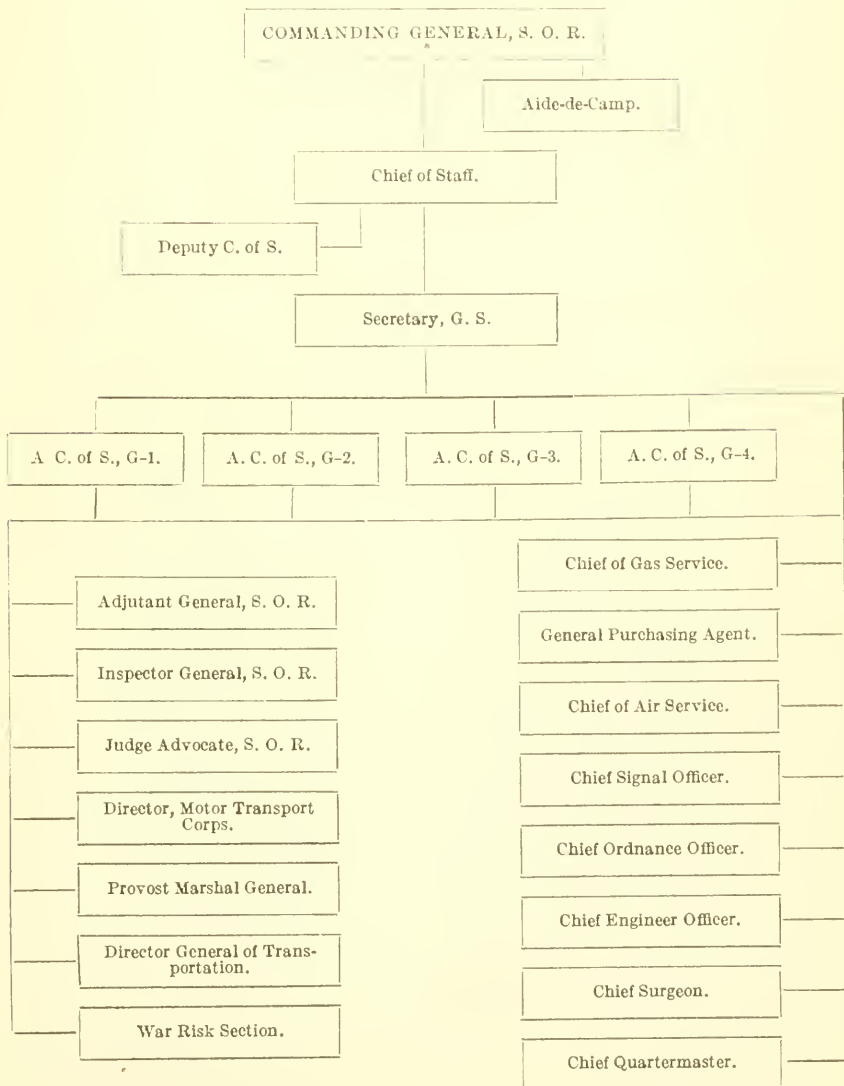 COMMANDING GENERAL, S. O. R.
Aide-de-Camp.
Chief of Staff.
Deputy C. of S.
Secretary, G. S.
A C. of S., G-1.
A. C. of S., G-2.
A. C. of S., G-3.
A. C. of S., G-4.
Adjutant General, S. O. R.
Inspector General, S. O. R.
Judge Advocate, S. O. R.
Director, Motor Transport
Corps.
Provost Marshal General.
Director General of Trans-
portation.
War Risk Section.
Chief of Gas Service.
General Purchasing Agent.
Chief of Air Service.
Chief Signal Officer.
Chief Ordnance Officer.
Chief Engineer Officer.
Chief Surgeon.
Chief Quartermaster.